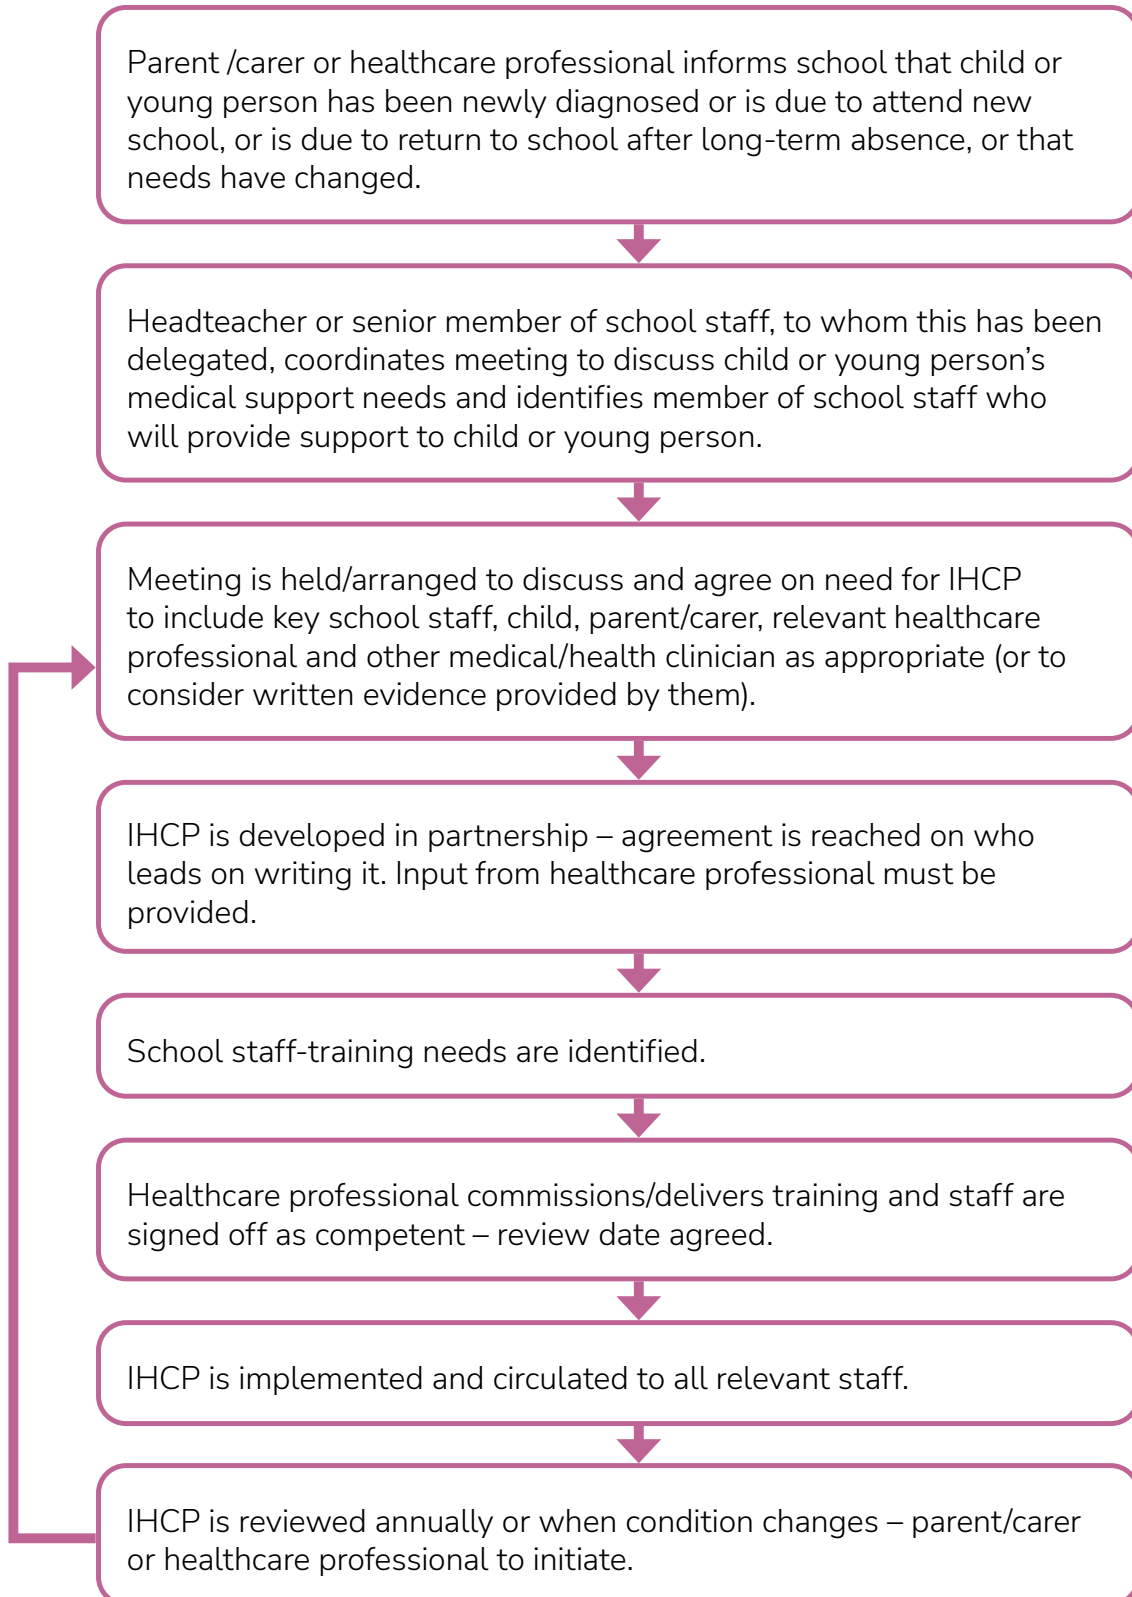 Parent /carer or healthcare professional informs school that child or
young person has been newly diagnosed or is due to attend new
school, or is due to return to school after long-term absence, or that
needs have changed.
Headteacher or senior member of school staff, to whom this has been
delegated, coordinates meeting to discuss child or young person’s
medical support needs and identifies member of school staff who
will provide support to child or young person.
Meeting is held/arranged to discuss and agree on need for IHCP
to include key school staff, child, parent/carer, relevant healthcare
professional and other medical/health clinician as appropriate (or to
consider written evidence provided by them).
IHCP is developed in partnership – agreement is reached on who
leads on writing it. Input from healthcare professional must be
provided.
School staff-training needs are identified.
Healthcare professional commissions/delivers training and staff are
signed off as competent – review date agreed.
IHCP is implemented and circulated to all relevant staff.
IHCP is reviewed annually or when condition changes – parent/carer
or healthcare professional to initiate.